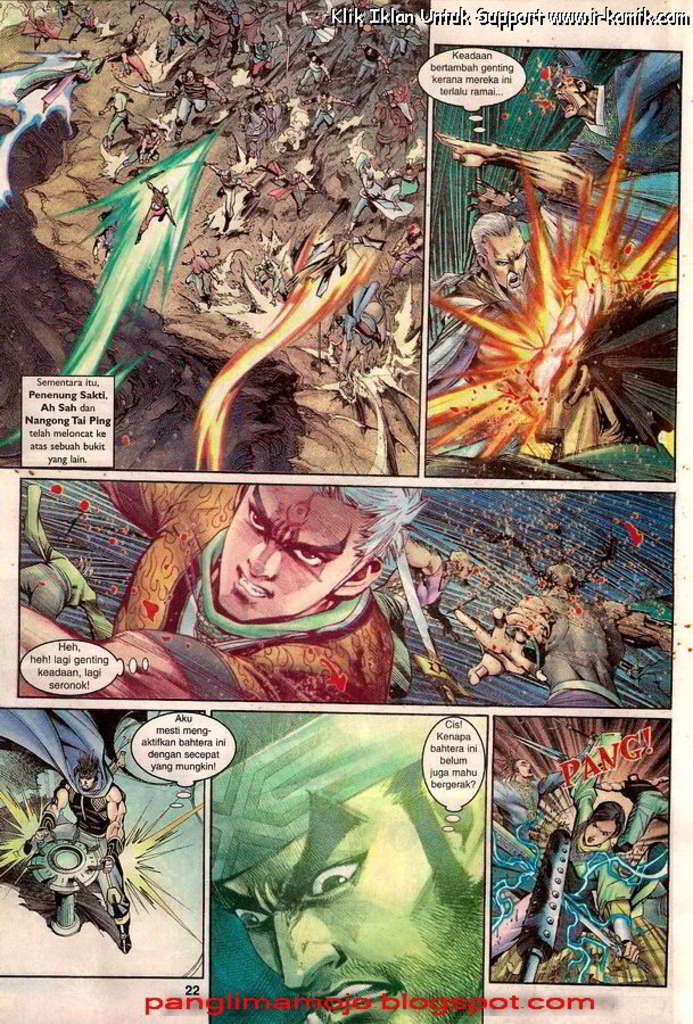 Klik Iklan Untuk Support www.i-komik.com
Keadaan
bertambah genting
kerana mereka ini
terlalu ramai...
Sementara itu,
Penenung Sakti,
Ah Sah dan
Nangong Tai Ping
telah meloncat ke
atas sebuah bukit
yang lain.
Heh,
heh! lagi genting
keadaan, lagi
seronok!
Aku
mesti meng-
aktifkan bahtera ini
dengan secepat
yang mungkin!
Cis!
Kenapa
bahtera ini
belum
juga mahu
bergerak?
PANG!
22
panglimamojo.blogspot.com